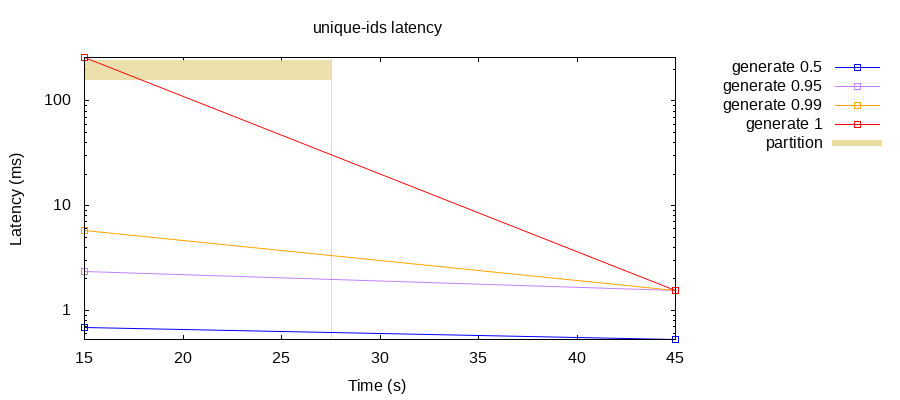 unique-ids latency
generate 0.5
generate 0.95
generate 0.99
generate 1
partition
Latency (ms)
100
10
1
15 20 25 30 35 40 45
Time (s)